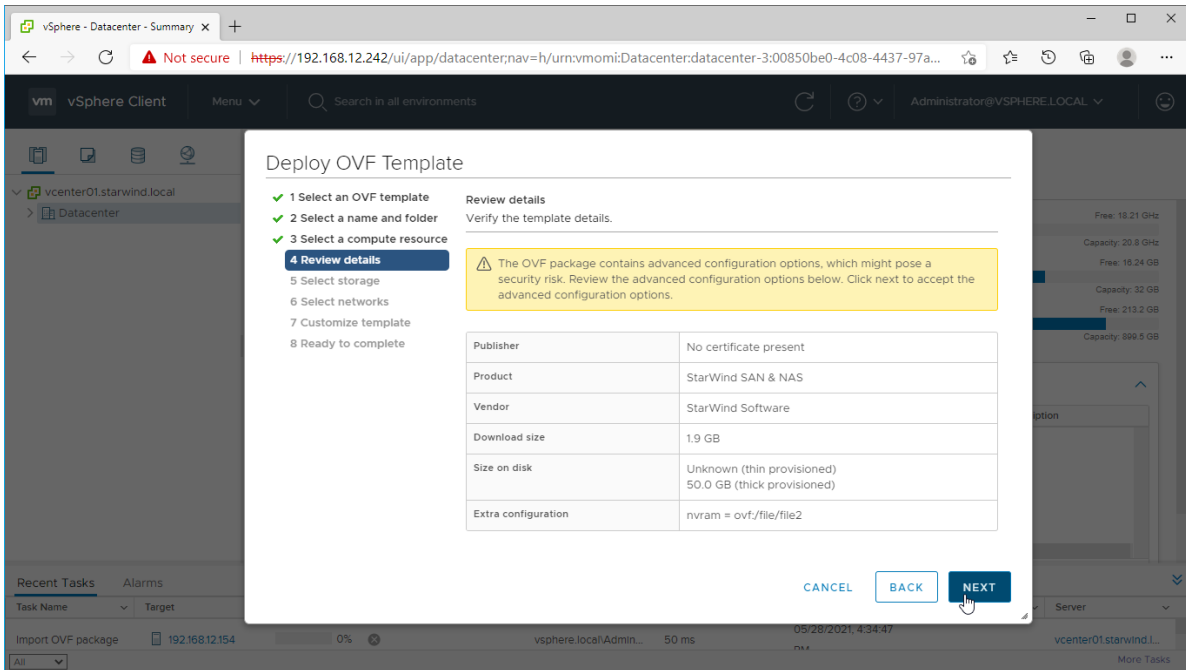 vSphere - Datacenter - Summary
Not secure | https://192.168.12.242/ui/app/datacenter;nav=h/urn:vmomi:Datacenter:datacenter-3:00850be0-4c08-4437-97a...
vm vSphere Client Menu Search in all environments Administrator@VSPHERE.LOCAL
vcenter01.starwind.local
Datacenter
Deploy OVF Template
1 Select an OVF template
2 Select a name and folder
3 Select a compute resource
4 Review details
5 Select storage
6 Select networks
7 Customize template
8 Ready to complete
Review details
Verify the template details.
The OVF package contains advanced configuration options, which might pose a
security risk. Review the advanced configuration options below. Click next to accept the
advanced configuration options.
Publisher No certificate present
Product StarWind SAN & NAS
Vendor StarWind Software
Download size 1.9 GB
Size on disk Unknown (thin provisioned)
50.0 GB (thick provisioned)
Extra configuration nvram = ovf:/file/file2
CANCEL BACK NEXT
Free: 18.21 GHz
Capacity: 20.8 GHz
Free: 16.24 GB
Capacity: 32 GB
Free: 213.2 GB
Capacity: 899.5 GB
ption
Recent Tasks Alarms
Task Name Target Server
Import OVF package 192.168.12.154 0% vsphere.local\Admin... 50 ms 05/28/2021, 4:34:47 vcenter01.starwind.l...
All More Tasks